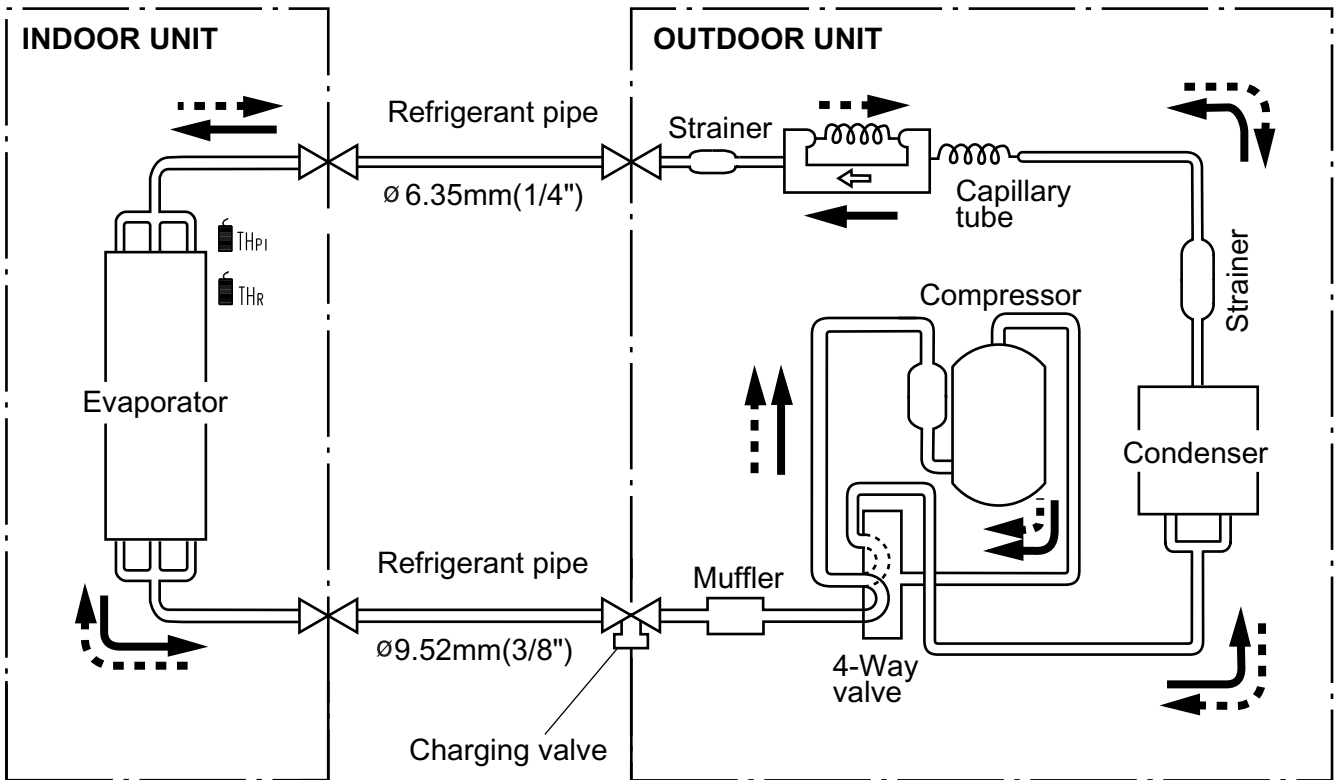 INDOOR UNIT
OUTDOOR UNIT
Refrigerant pipe
ø6.35mm(1/4")
Strainer
Capillary
tube
THPI
THR
Strainer
Compressor
Evaporator
Condenser
Refrigerant pipe
ø9.52mm(3/8")
Muffler
4-Way
valve
Charging valve